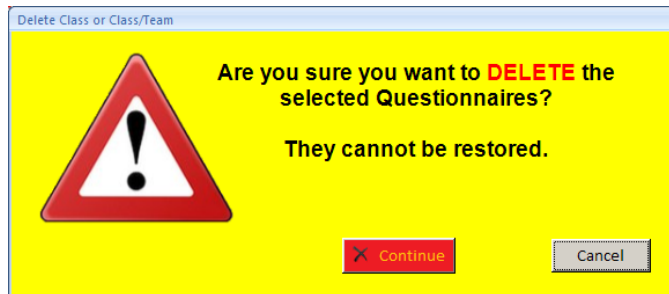 Delete Class or Class/Team
Are you sure you want to DELETE the
selected Questionnaires?
They cannot be restored.
Continue
Cancel